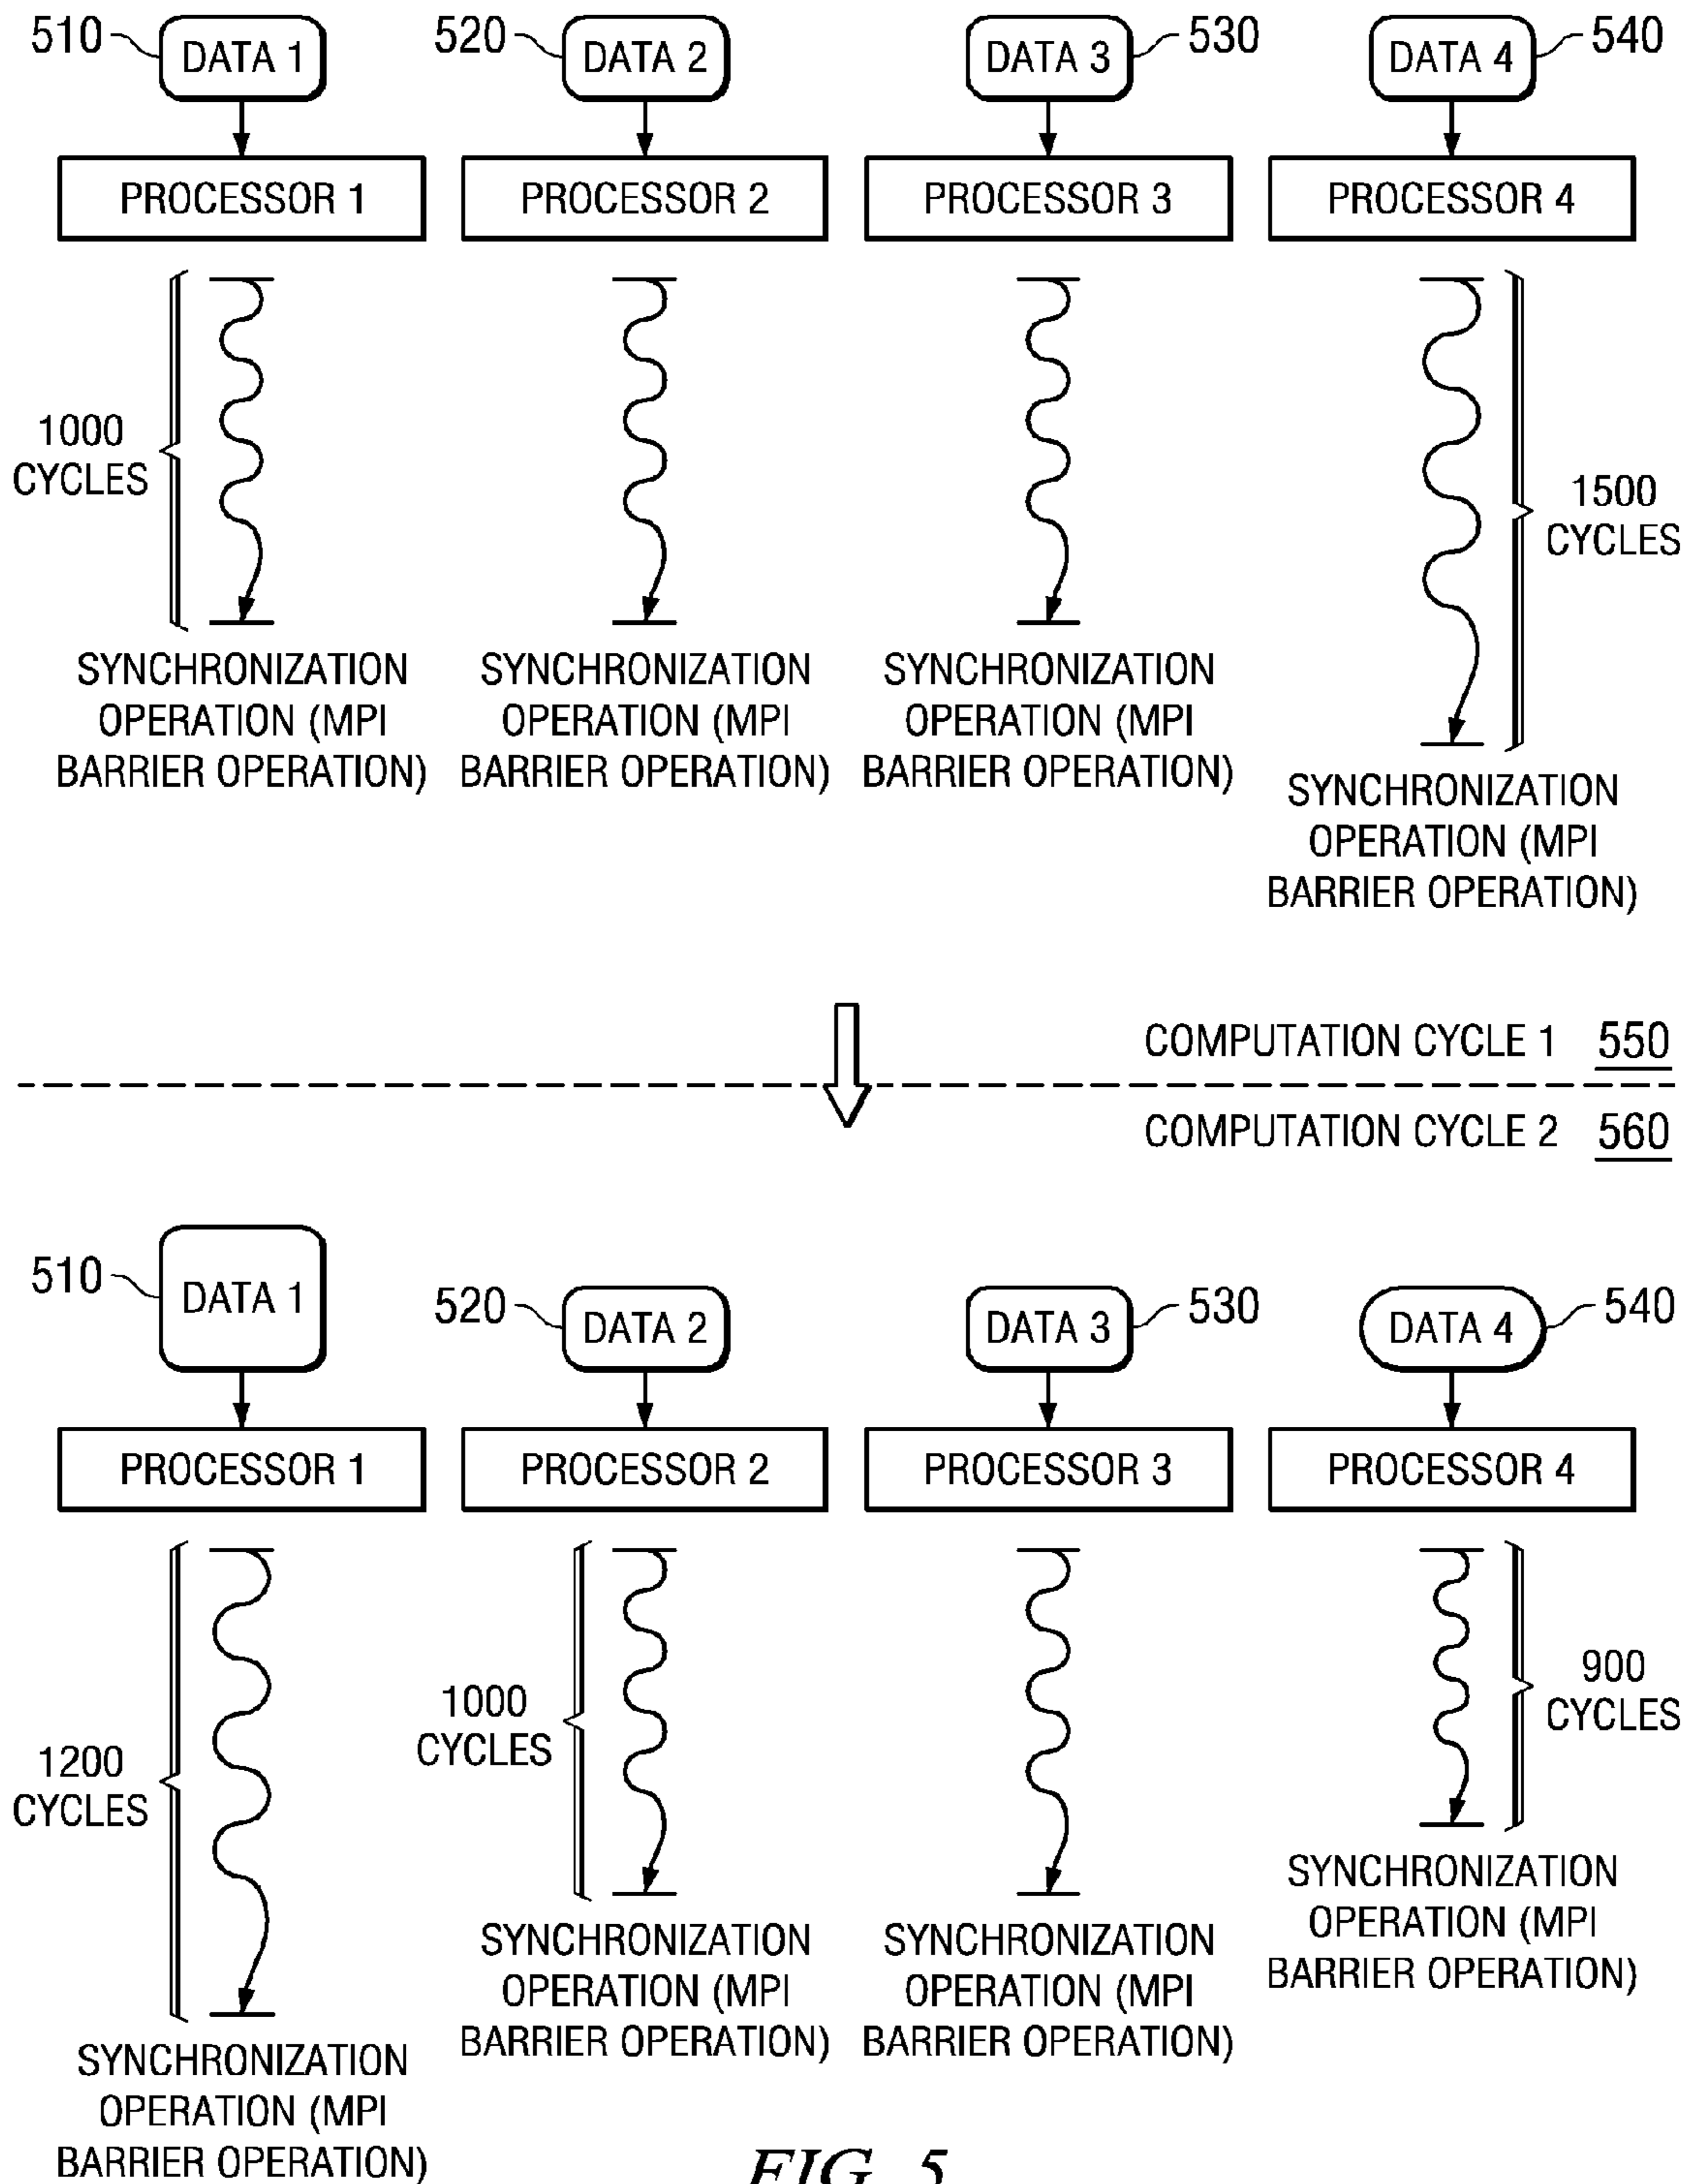 510 DATA 1 520 DATA 2 DATA 3 530 DATA 4 540
PROCESSOR 1 PROCESSOR 2 PROCESSOR 3 PROCESSOR 4
1000
CYCLES
1500
CYCLES
SYNCHRONIZATION
OPERATION (MPI
BARRIER OPERATION)
SYNCHRONIZATION
OPERATION (MPI
BARRIER OPERATION)
SYNCHRONIZATION
OPERATION (MPI
BARRIER OPERATION)
SYNCHRONIZATION
OPERATION (MPI
BARRIER OPERATION)
COMPUTATION CYCLE 1 550
COMPUTATION CYCLE 2 560
510 DATA 1 520 DATA 2 DATA 3 530 DATA 4 540
PROCESSOR 1 PROCESSOR 2 PROCESSOR 3 PROCESSOR 4
1200
CYCLES
1000
CYCLES
900
CYCLES
SYNCHRONIZATION
OPERATION (MPI
BARRIER OPERATION)
SYNCHRONIZATION
OPERATION (MPI
BARRIER OPERATION)
SYNCHRONIZATION
OPERATION (MPI
BARRIER OPERATION)
SYNCHRONIZATION
OPERATION (MPI
BARRIER OPERATION)
FIG. 5